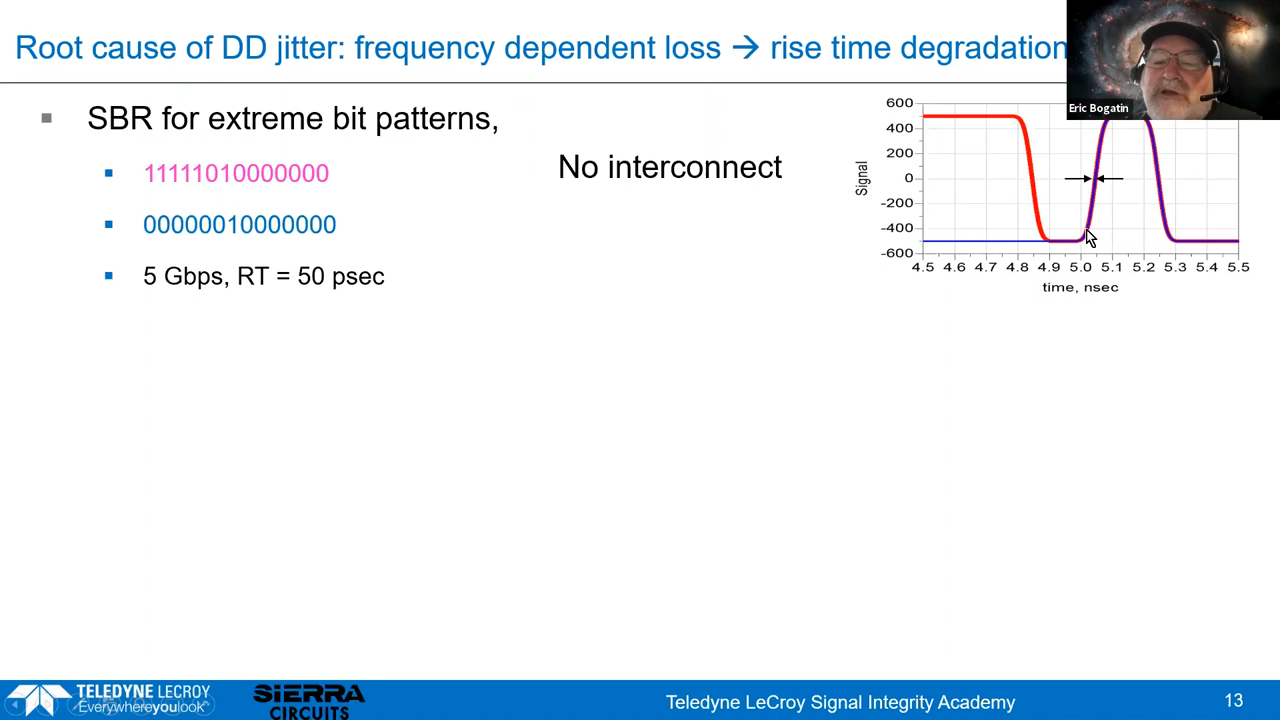 Root cause of DD jitter: frequency dependent loss → rise time degradation
Eric Bogatin
SBR for extreme bit patterns,
11111010000000
00000010000000
5 Gbps, RT = 50 psec
No interconnect
600
400
200
0
-200
-400
-600
Signal
4.5 4.6 4.7 4.8 4.9 5.0 5.1 5.2 5.3 5.4 5.5
time, nsec
TELEDYNE LECROY
Everywhereyoulook
SIERRA
CIRCUITS
Teledyne LeCroy Signal Integrity Academy
13